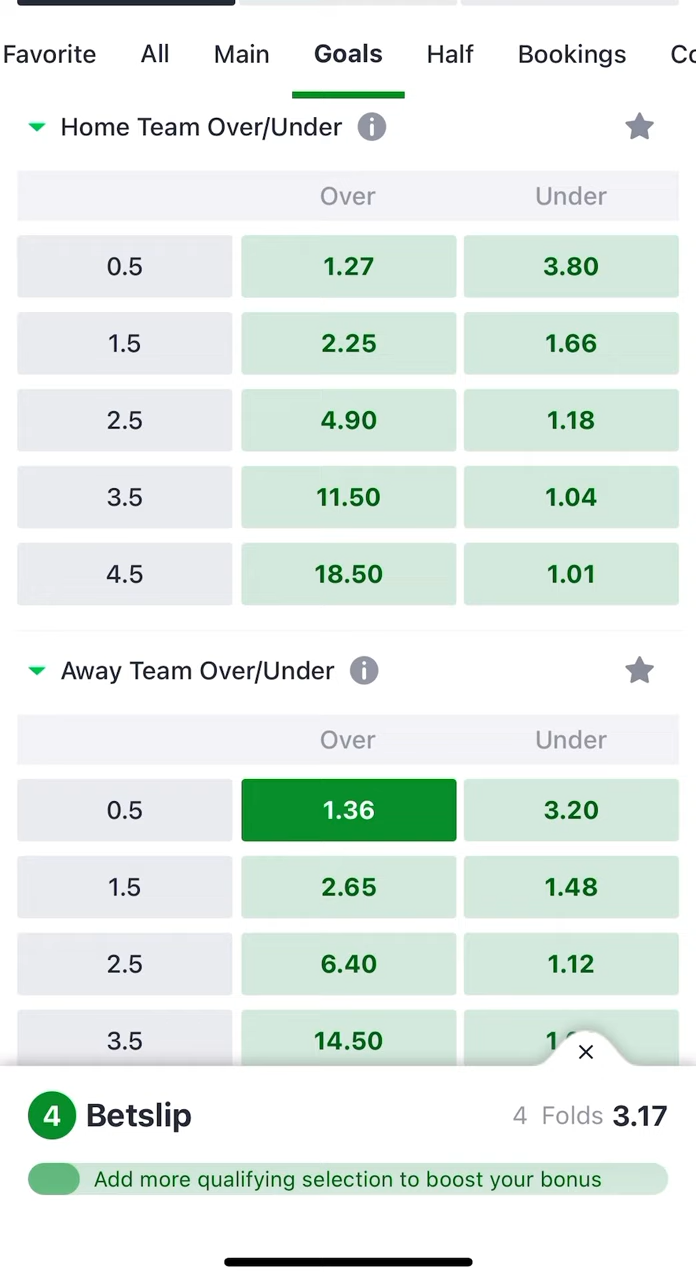 Favorite All Main Goals Half Bookings
Home Team Over/Under i
Over Under
0.5 1.27 3.80
1.5 2.25 1.66
2.5 4.90 1.18
3.5 11.50 1.04
4.5 18.50 1.01
Away Team Over/Under i
Over Under
0.5 1.36 3.20
1.5 2.65 1.48
2.5 6.40 1.12
3.5 14.50
4 Betslip 4 Folds 3.17
Add more qualifying selection to boost your bonus